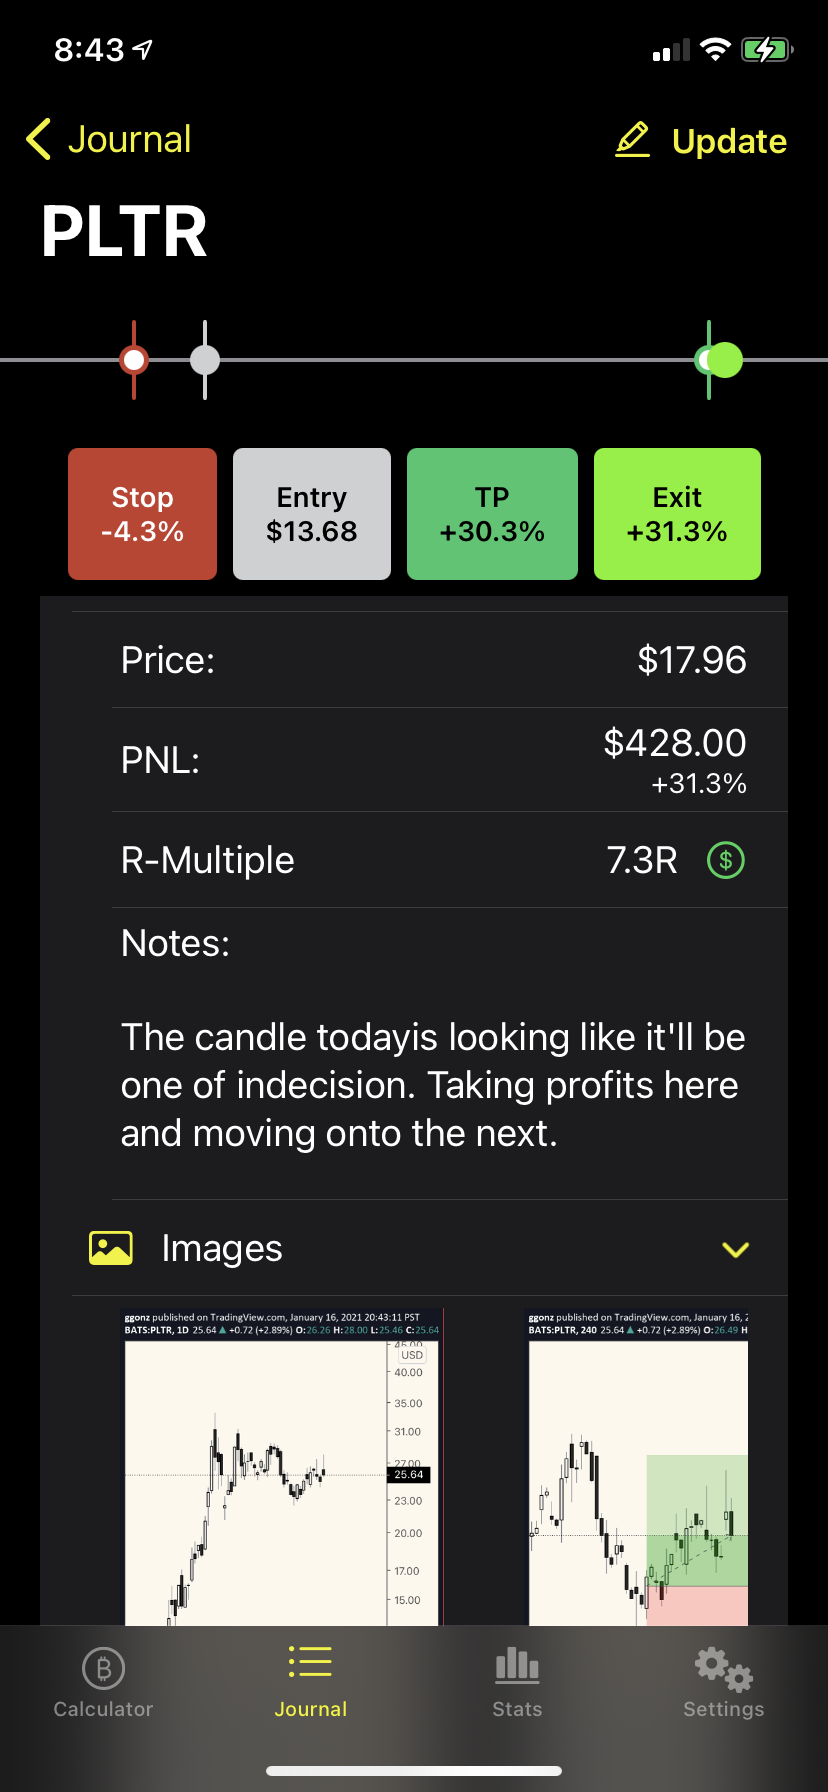 8:43
Journal
Update
PLTR
Stop
-4.3%
Entry
$13.68
TP
+30.3%
Exit
+31.3%
Price:
$17.96
PNL:
$428.00
+31.3%
R-Multiple
7.3R
$
Notes:
The candle todayis looking like it'll be
one of indecision. Taking profits here
and moving onto the next.
Images
ggonz published on TradingView.com, January 16, 2021 20:43:11 PST
BATS:PLTR, 1D 25.64 ▲ +0.72 (+2.89%) O:26.26 H:28.00 L:25.46 C:25.64
45.00
USD
40.00
35.00
31.00
27.00
25.64
23.00
20.00
17.00
15.00
ggonz published on TradingView.com, January 16, 2
BATS:PLTR, 240 25.64 ▲ +0.72 (+2.89%) O:26.49 H
Calculator
Journal
Stats
Settings